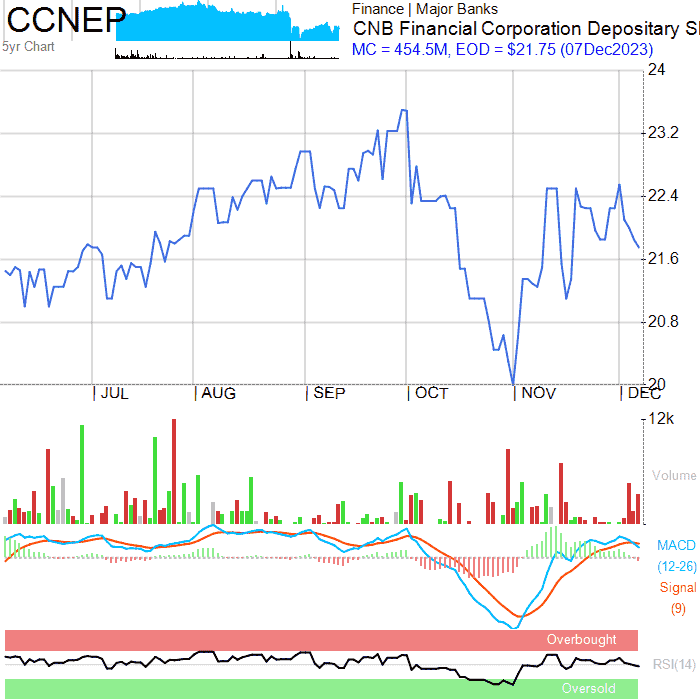 CCNEP
5yr Chart
Finance | Major Banks
CNB Financial Corporation Depositary S
MC = 454.5M, EOD = $21.75 (07Dec2023)
24
23.2
22.4
21.6
20.8
20
JUL AUG SEP OCT NOV DEC
12k
Volume
MACD
(12-26)
Signal
(9)
Overbought
RSI(14)
Oversold